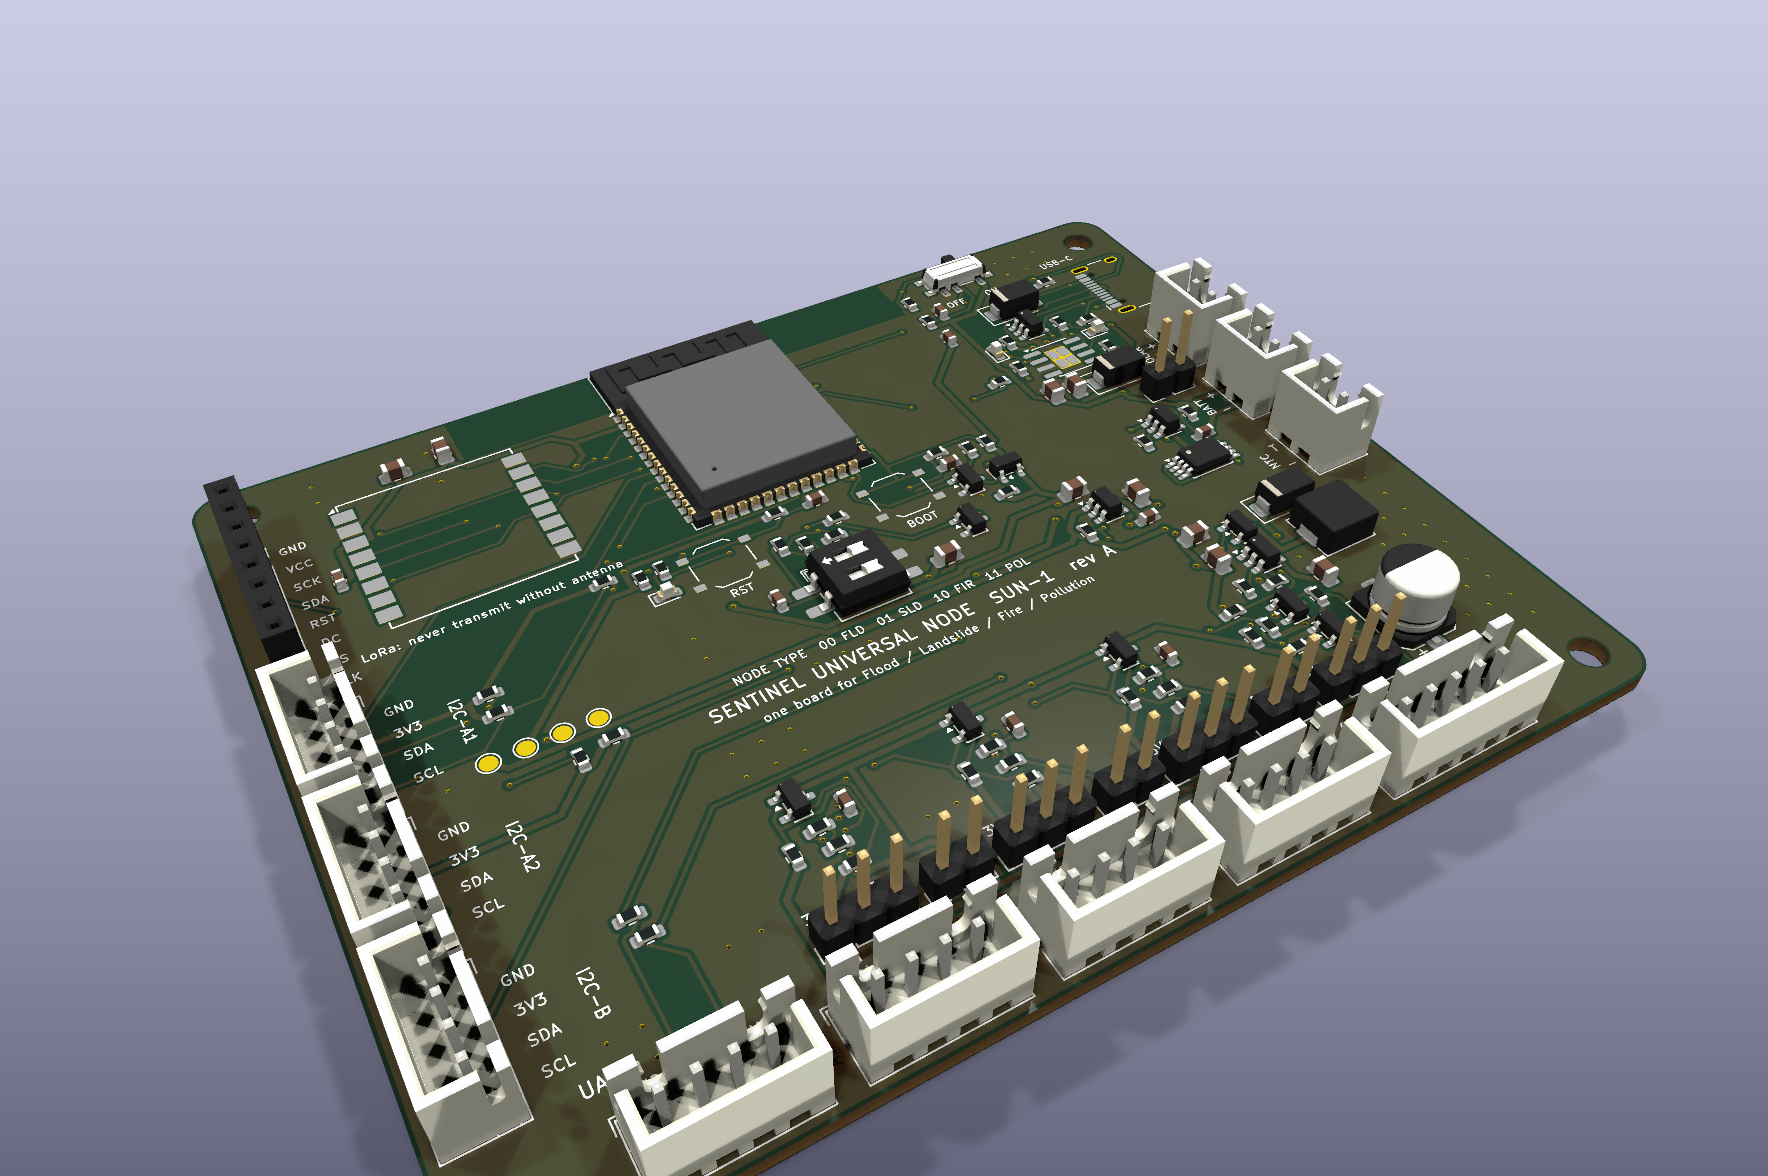 USB-C
OFF
BATT
NTC
GND
VCC
SCK
SDA
RST
DC
LoRa: never transmit without antenna
BOOT
RST
NODE TYPE 00 FLD 01 SLD 10 FIR 11 POL
SENTINEL UNIVERSAL NODE SUN-1 rev A
one board for Flood / Landslide / Fire / Pollution
GND
3V3
SDA
SCL
I2C-A1
GND
3V3
SDA
SCL
I2C-A2
GND
3V3
SDA
SCL
I2C-B